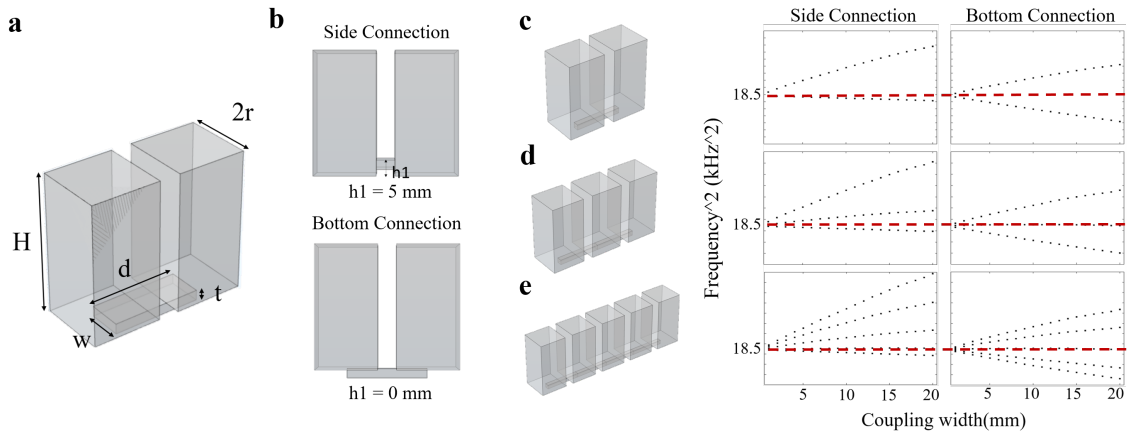 a
2r
H
d
t
w
b
Side Connection
h1
h1 = 5 mm
Bottom Connection
h1 = 0 mm
c
d
e
Side Connection
Bottom Connection
Frequency^2 (kHz^2)
18.5
18.5
18.5
5
10
15
20
5
10
15
20
Coupling width(mm)